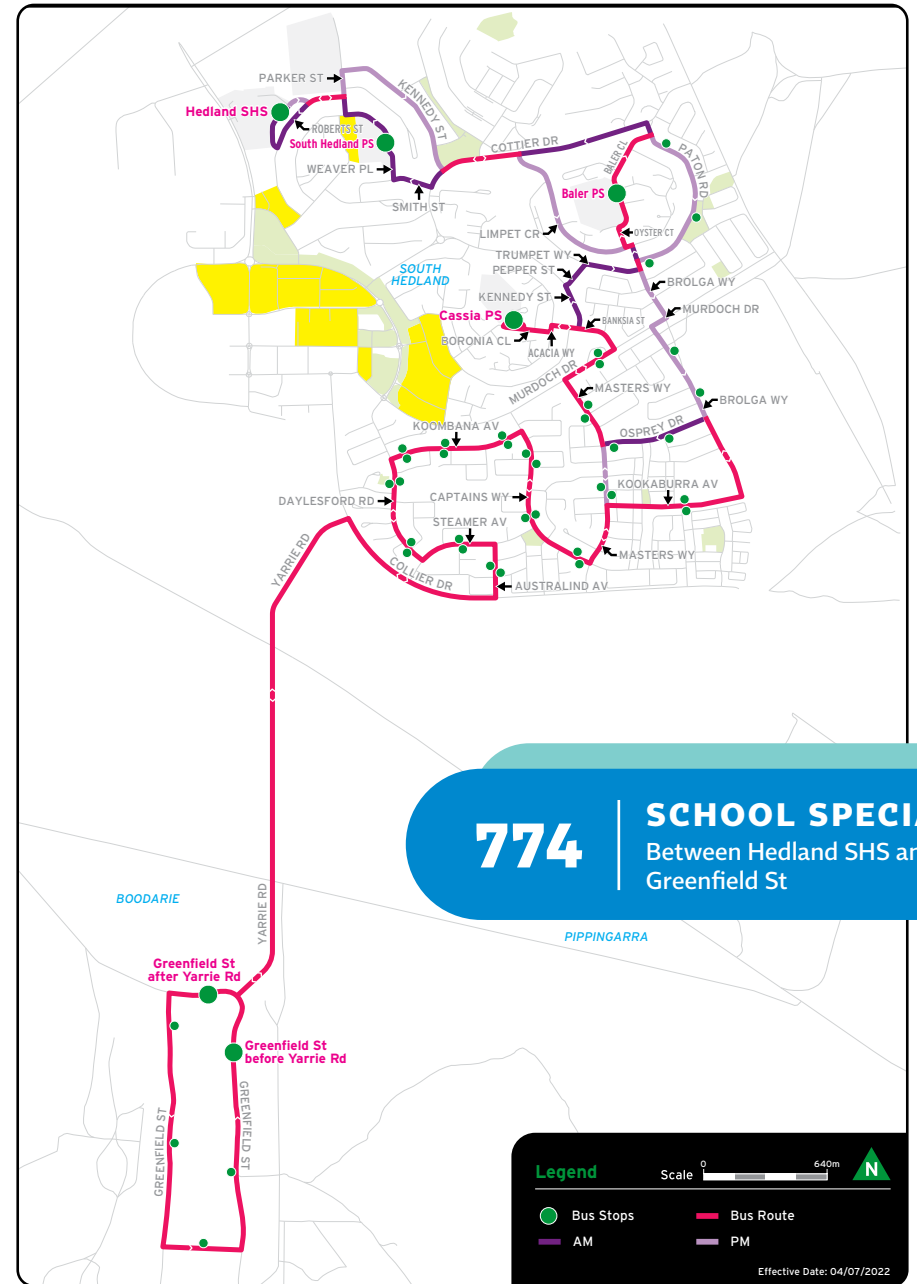 PARKER ST
KENNEDY ST
Hedland SHS
ROBERTS ST
South Hedland PS
COTTIER DR
WEAVER PL
BALER CL
PATON RD
SMITH ST
Baler PS
LIMPET CR
OYSTER CT
TRUMPET WY
SOUTH
HEDLAND
PEPPER ST
BROLGA WY
KENNEDY ST
MURDOCH DR
Cassia PS
BANKSIA ST
BORONIA CL
ACACIA WY
MURDOCH DR
MASTERS WY
BROLGA WY
KOOMBANA AV
OSPREY DR
KOOKABURRA AV
DAYLESFORD RD
CAPTAINS WY
STEAMER AV
YARRIE RD
MASTERS WY
COLLIER DR
AUSTRALIND AV
774
SCHOOL SPECIA
Between Hedland SHS an
Greenfield St
BOODARIE
YARRIE RD
PIPPINGARRA
Greenfield St
after Yarrie Rd
Greenfield St
before Yarrie Rd
GREENFIELD ST
GREENFIELD ST
Legend
Scale
0
640m
N
Bus Stops
Bus Route
AM
PM
Effective Date: 04/07/2022